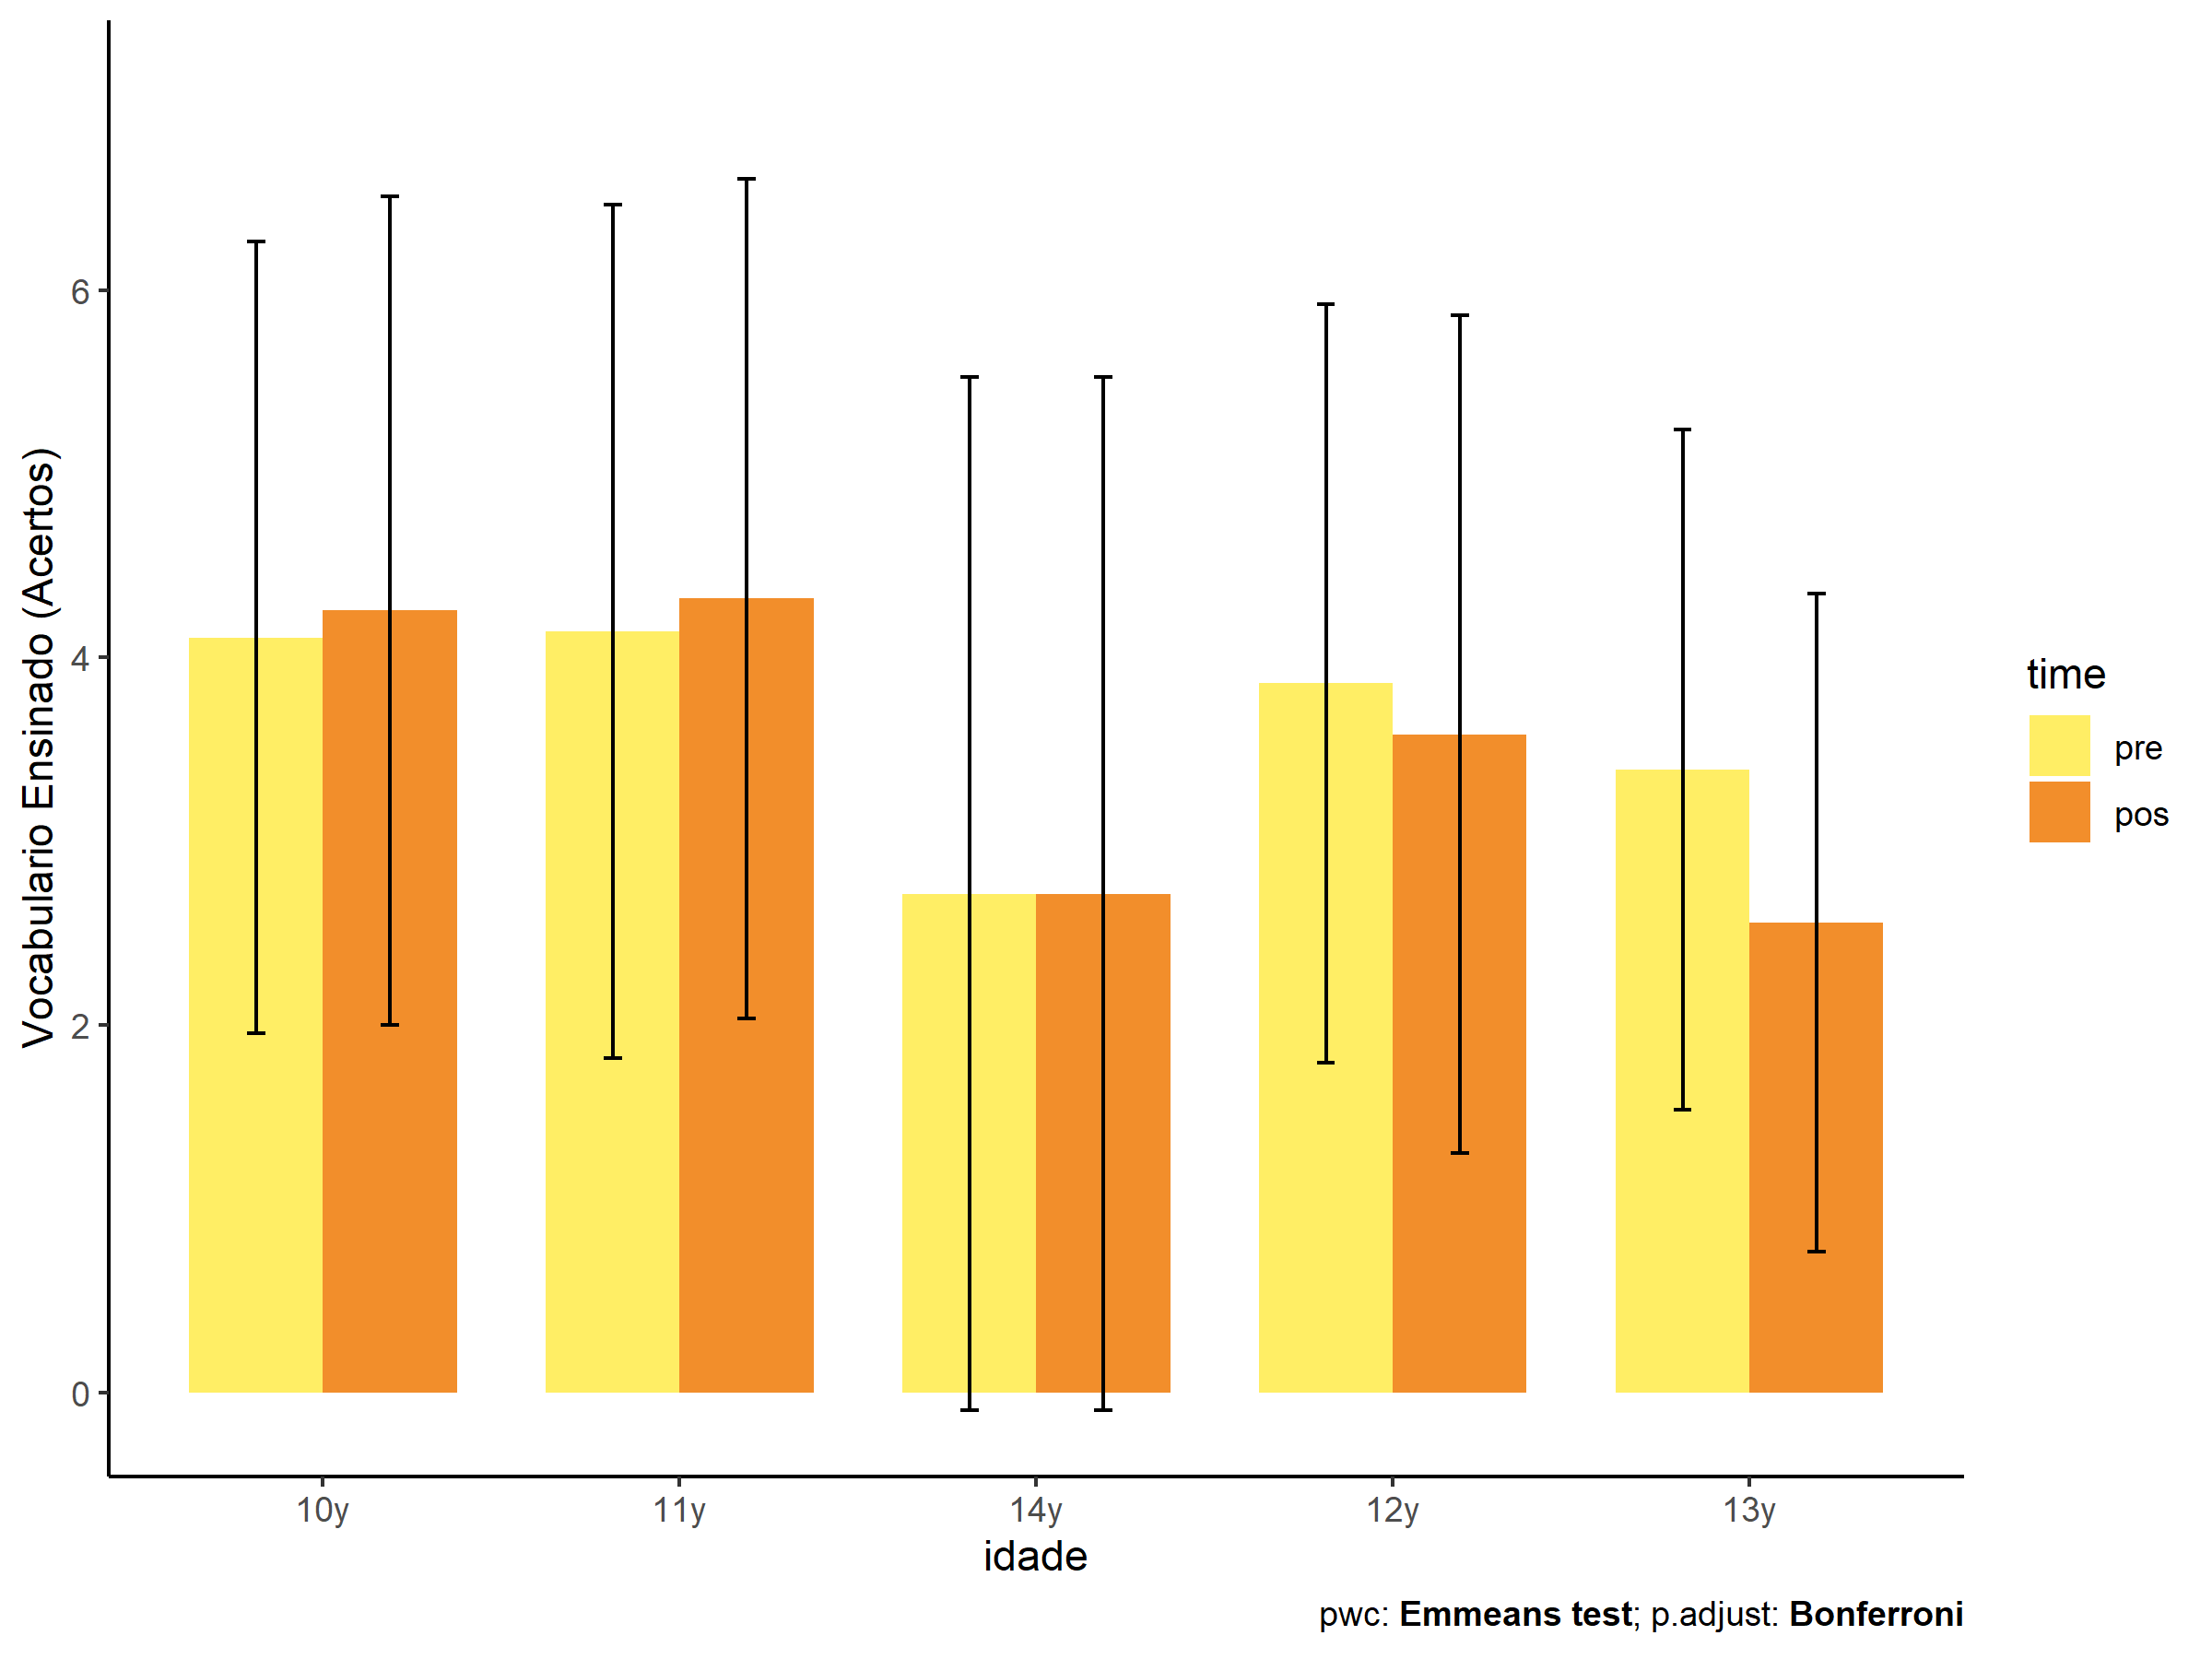 Vocabulario Ensinado (Acertos)
6
4
2
0
10y 11y 14y 12y 13y
idade
time
pre
pos
pwc: Emmeans test; p.adjust: Bonferroni